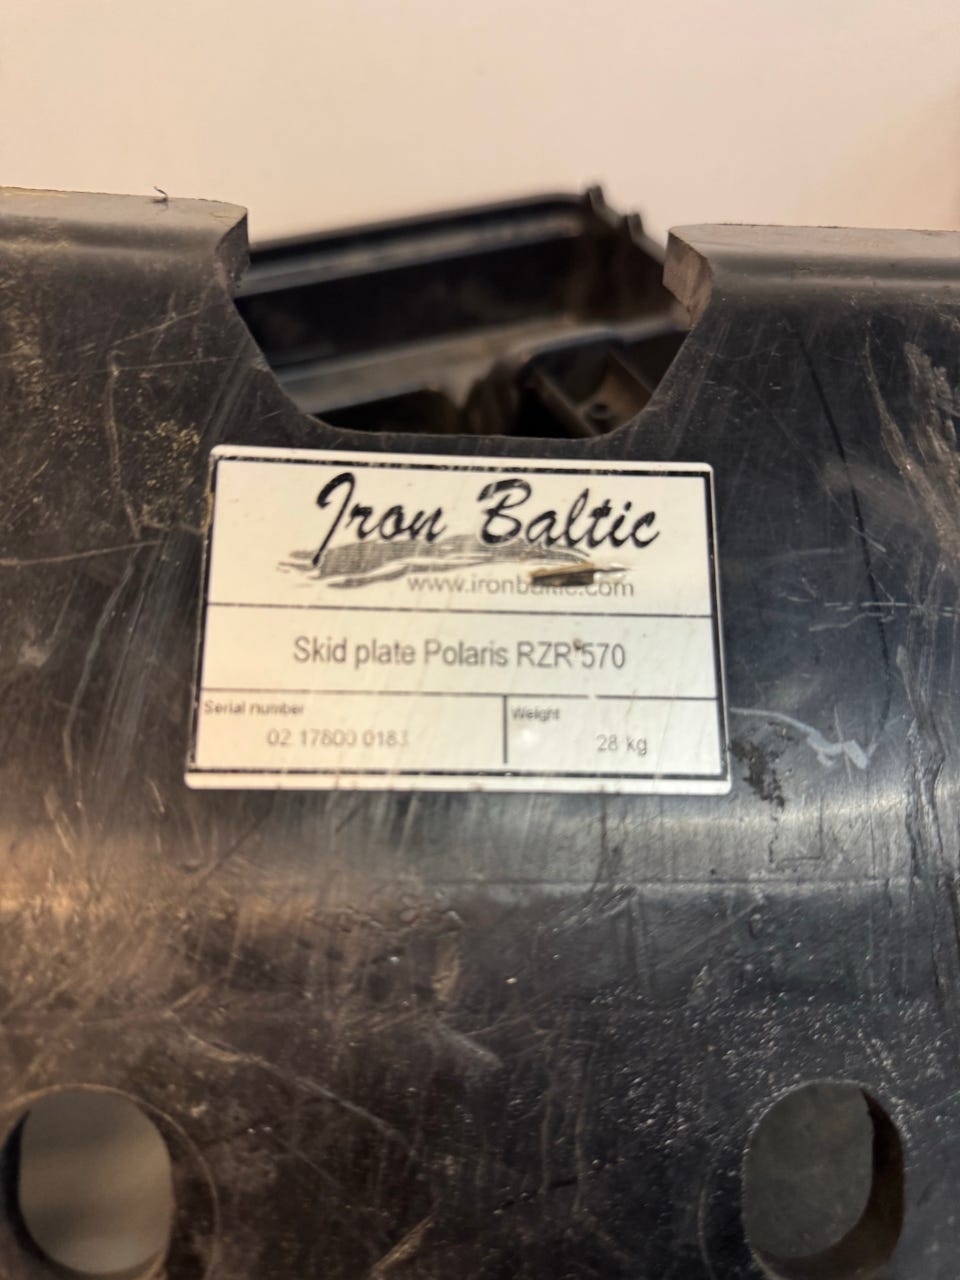 Iron Baltic
www.ironbaltic.com
Skid plate Polaris RZR 570
Serial number
Weight
28 kg